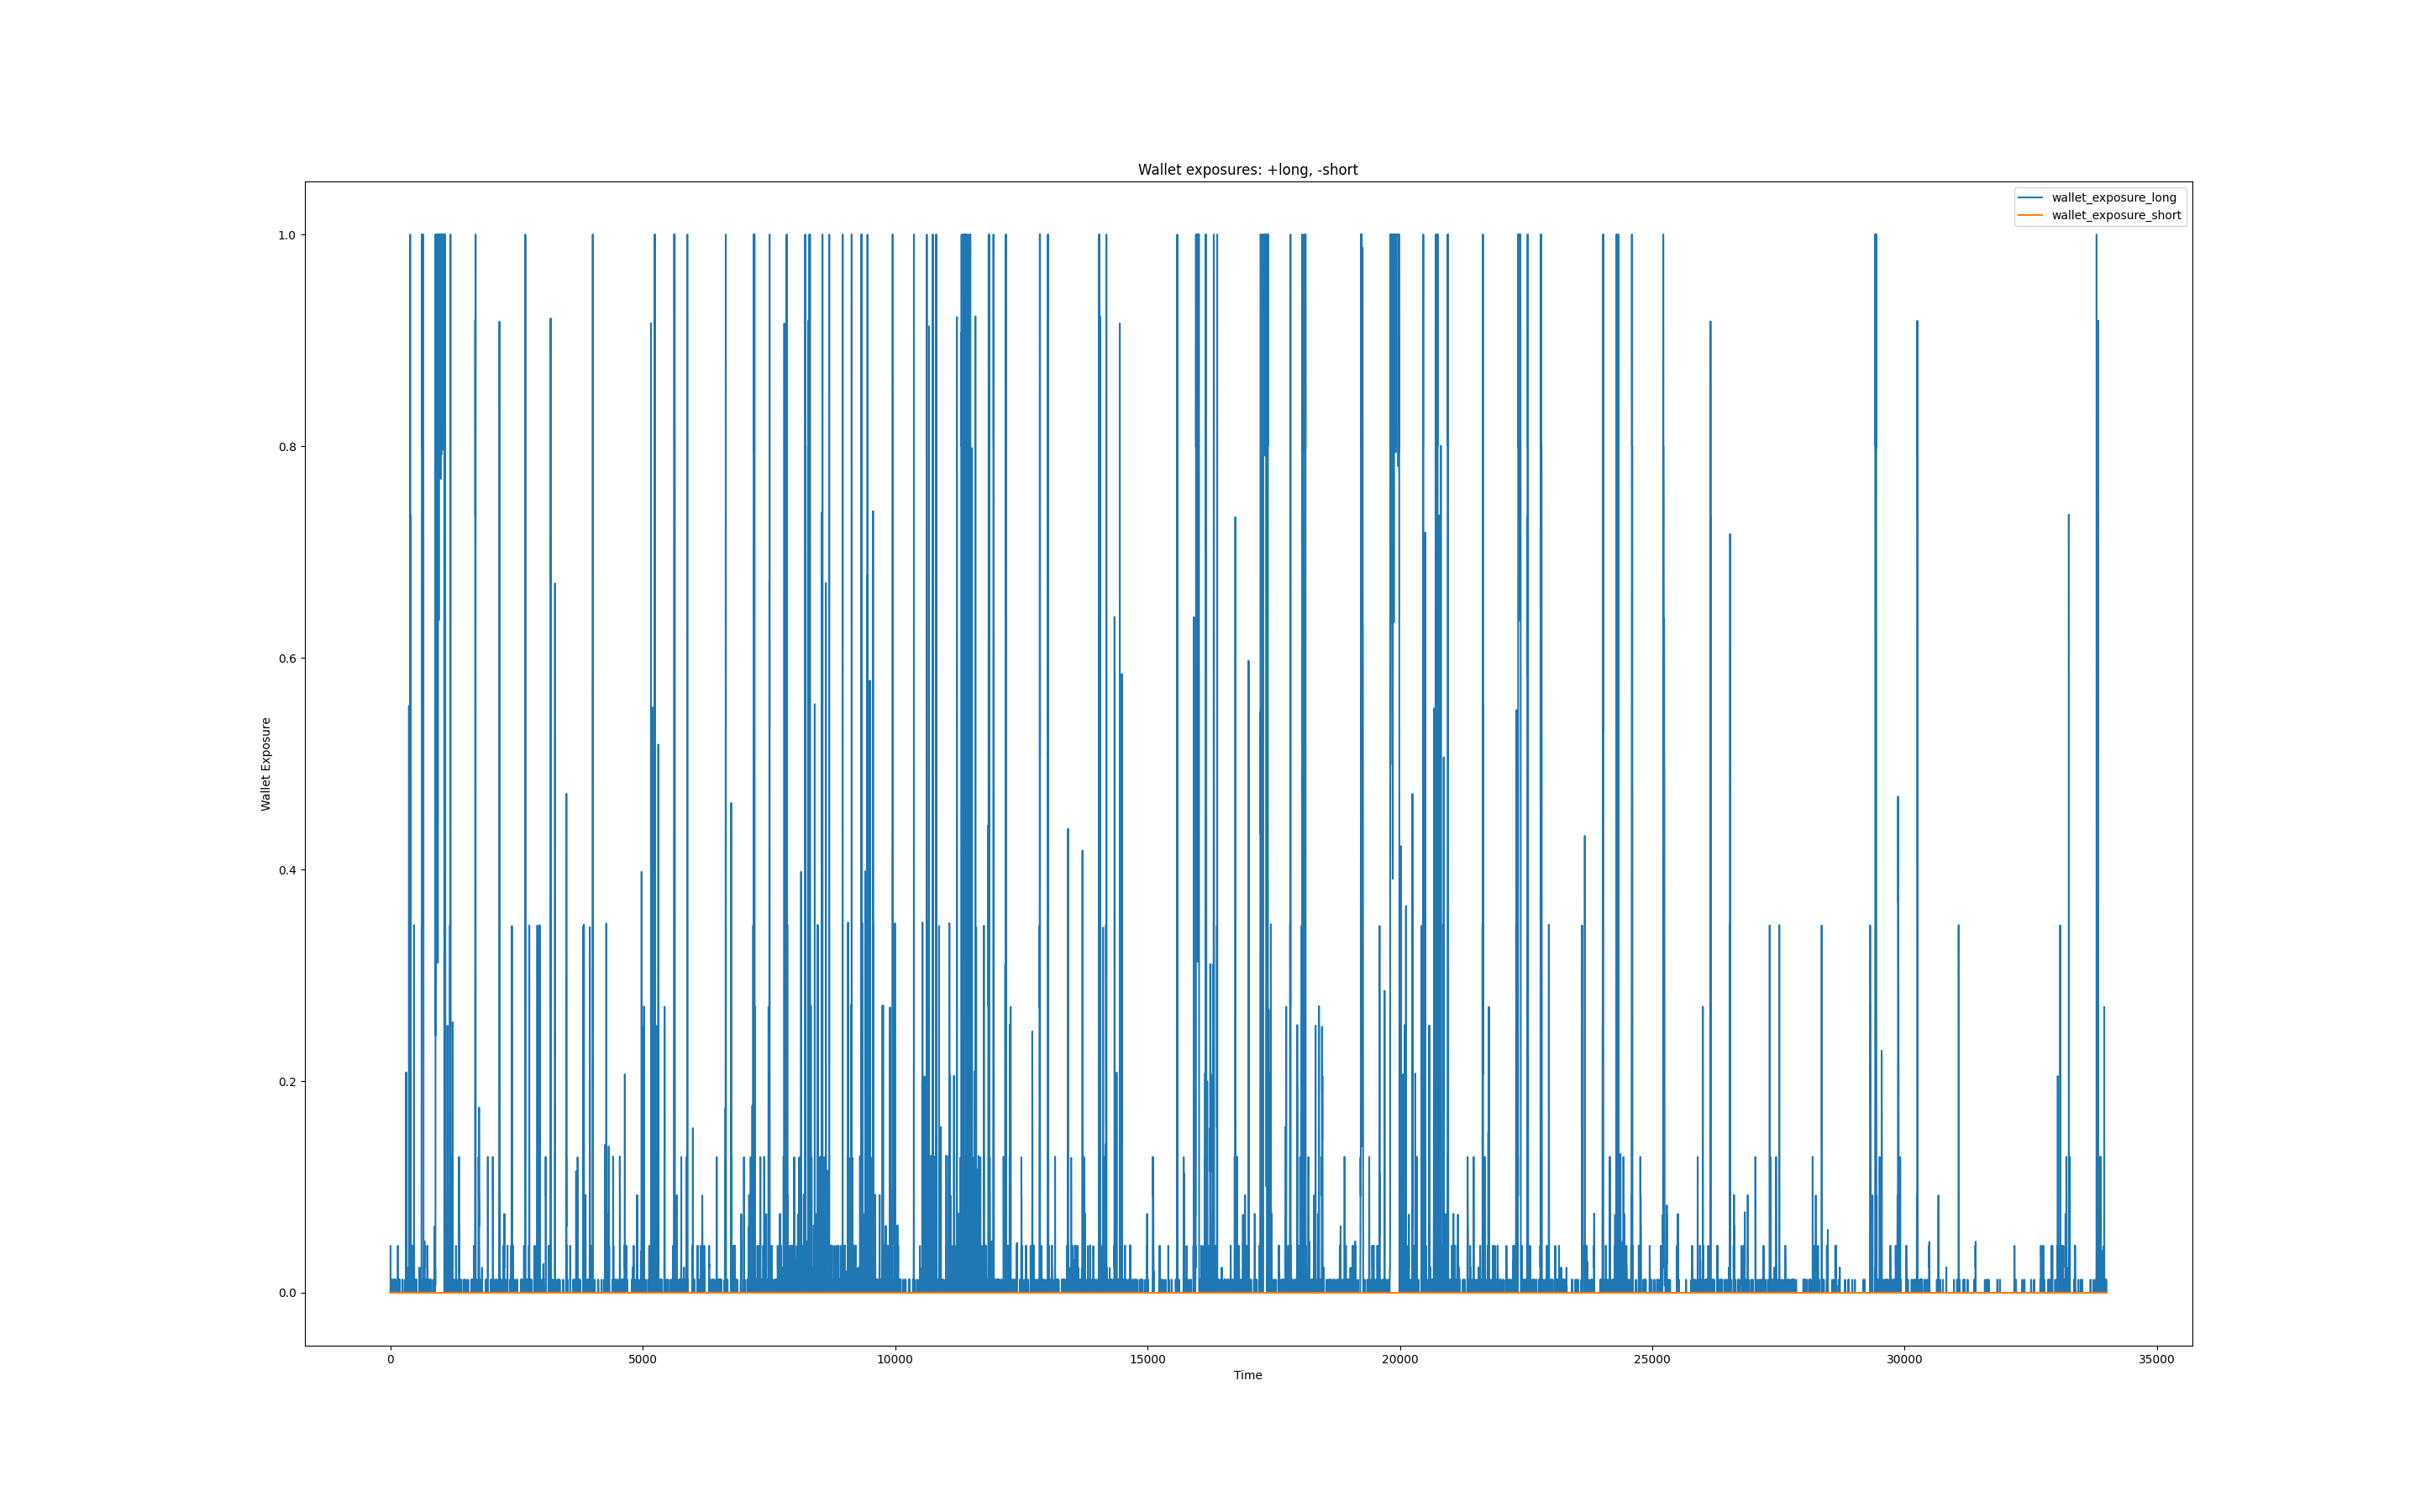 Wallet exposures: +long, -short
wallet_exposure_long
wallet_exposure_short
1.0
0.8
0.6
0.4
0.2
0.0
Wallet Exposure
0 5000 10000 15000 20000 25000 30000 35000
Time